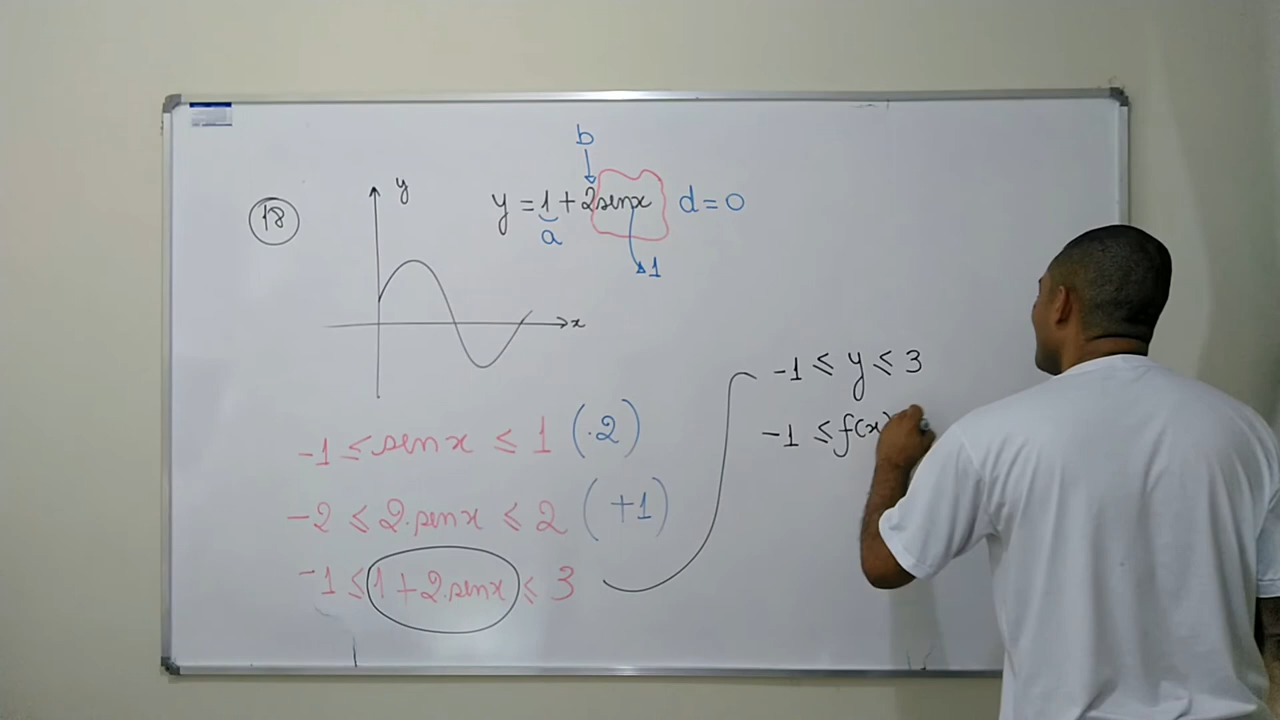 b
18
y
y = 1 + 2senx d = 0
a
1
x
-1 ≤ y ≤ 3
-1 ≤ f(x)
-1 ≤ senx ≤ 1 (·2)
-2 ≤ 2·senx ≤ 2 (+1)
-1 ≤ 1 + 2·senx ≤ 3